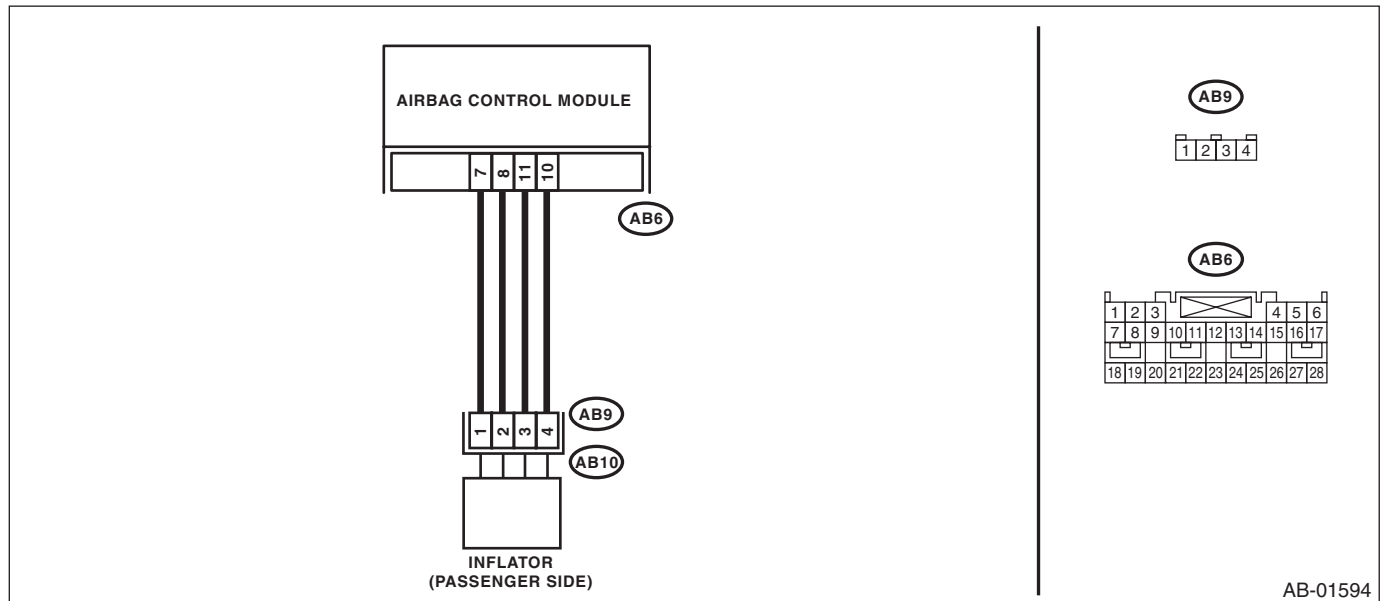 AIRBAG CONTROL MODULE
7 8 11 10
AB6
AB9
1 2 3 4
AB10
INFLATOR
(PASSENGER SIDE)
AB9
1 2 3 4
AB6
1 2 3 4 5 6
7 8 9 10 11 12 13 14 15 16 17
18 19 20 21 22 23 24 25 26 27 28
AB-01594